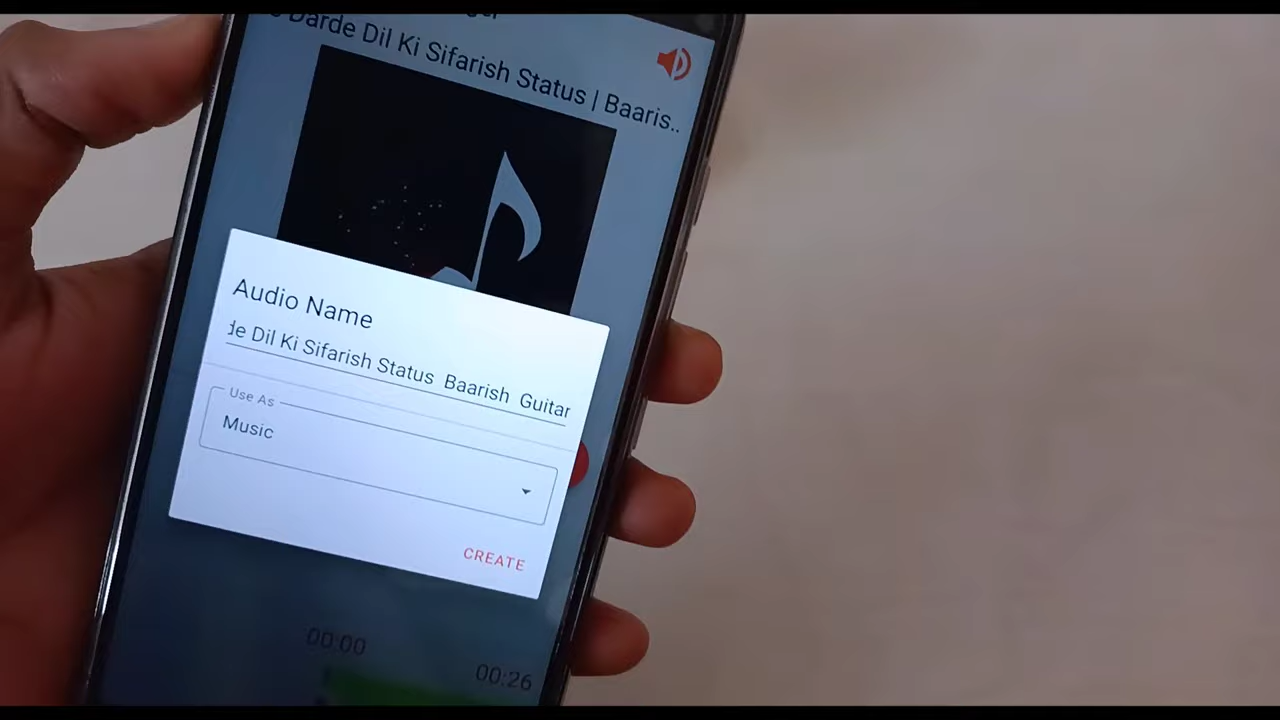 Darde Dil Ki Sifarish Status | Baaris..
Audio Name
de Dil Ki Sifarish Status Baarish Guitar
Use As
Music
CREATE
00:00
00:26